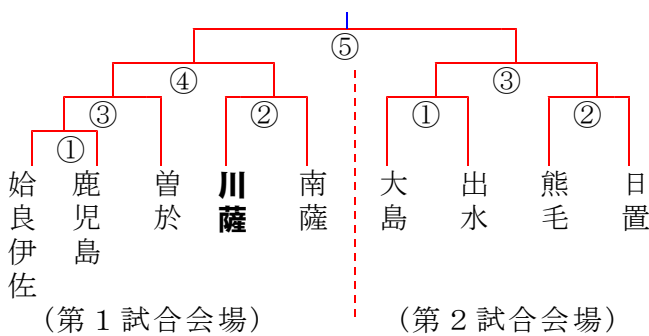 ⑤
④
③
③
②
①
②
①
姶良伊佐
鹿児島
曽於
川薩
南薩
大島
出水
熊毛
日置
(第1試合会場)
(第2試合会場)